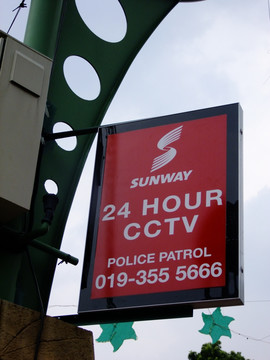 SUNWAY
24 HOUR
CCTV
POLICE PATROL
019-355 5666